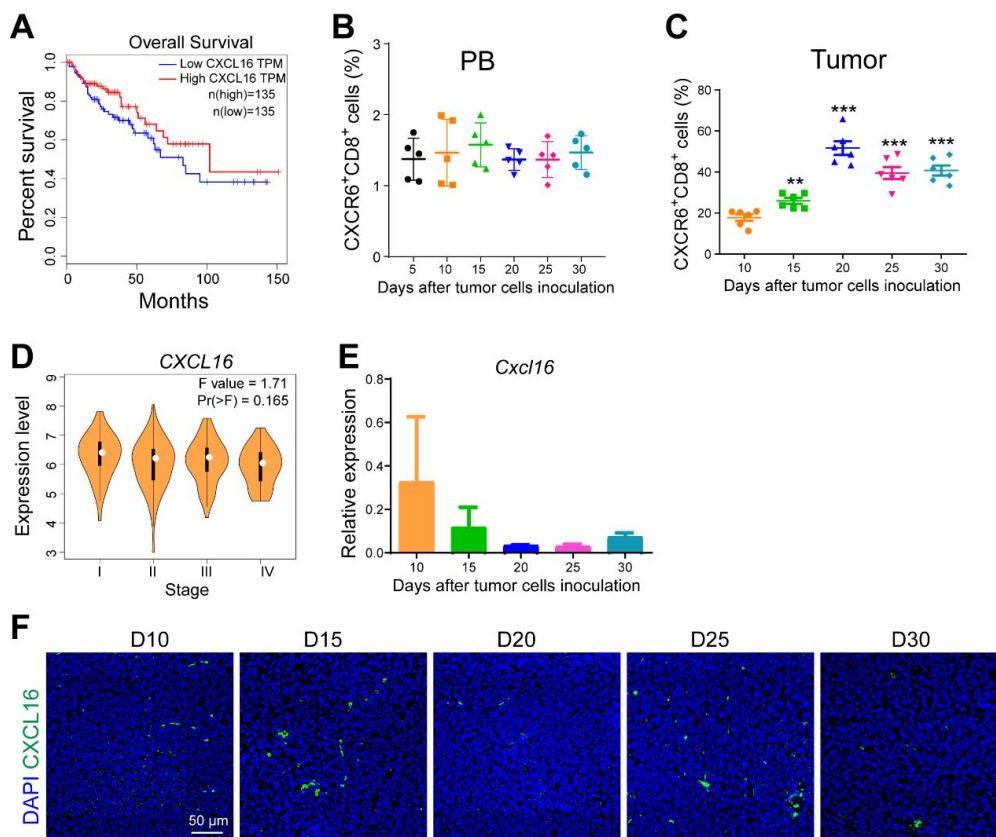 A
Overall Survival
Low CXCL16 TPM
High CXCL16 TPM
n(high)=135
n(low)=135
Percent survival
1.0
0.8
0.6
0.4
0.2
0.0
0 50 100 150
Months
B
PB
CXCR6⁺CD8⁺ cells (%)
3
2
1
0
5 10 15 20 25 30
Days after tumor cells inoculation
C
Tumor
CXCR6⁺CD8⁺ cells (%)
80
60
40
20
0
** *** *** ***
10 15 20 25 30
Days after tumor cells inoculation
D
CXCL16
F value = 1.71
Pr(>F) = 0.165
Expression level
9
8
7
6
5
4
3
I II III IV
Stage
E
Cxcl16
Relative expression
0.8
0.6
0.4
0.2
0.0
10 15 20 25 30
Days after tumor cells inoculation
F
D10 D15 D20 D25 D30
DAPI CXCL16
50 µm